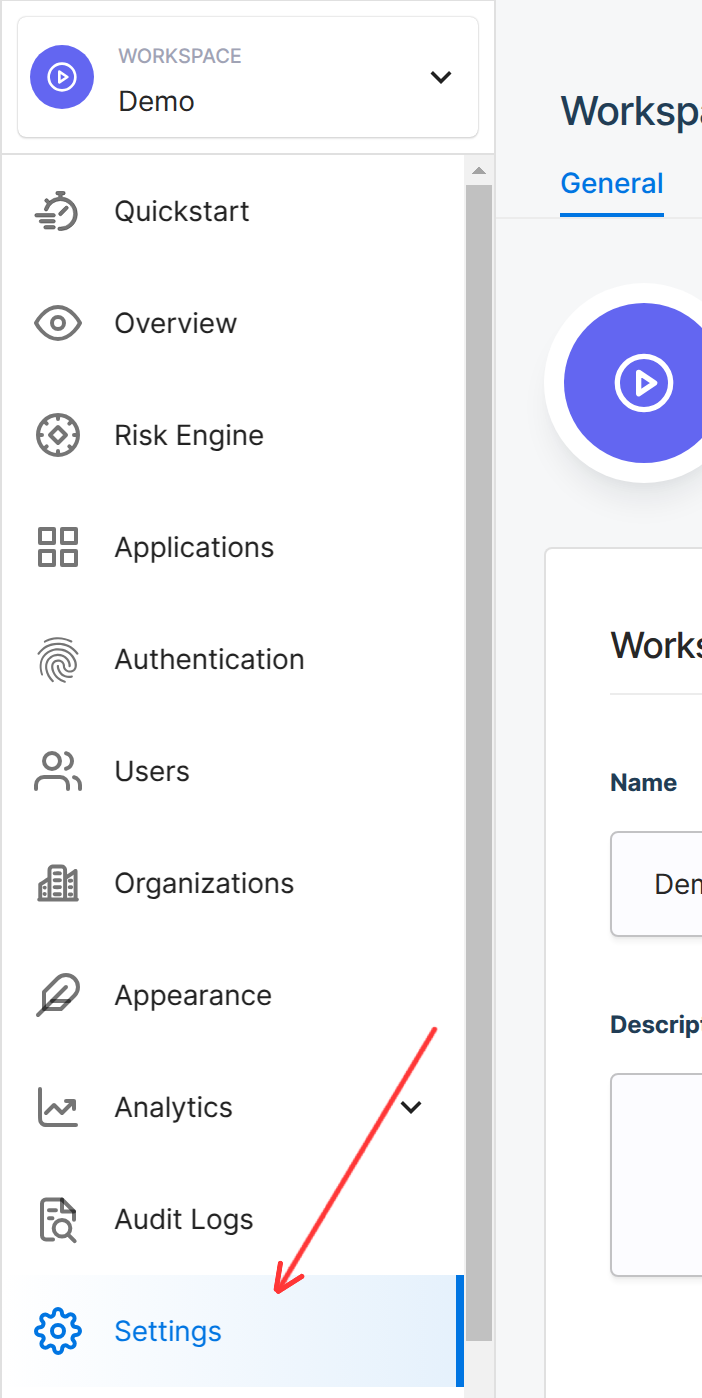 WORKSPACE
Demo
Quickstart
Overview
Risk Engine
Applications
Authentication
Users
Organizations
Appearance
Analytics
Audit Logs
Settings
Workspa
General
Works
Name
Dem
Descript